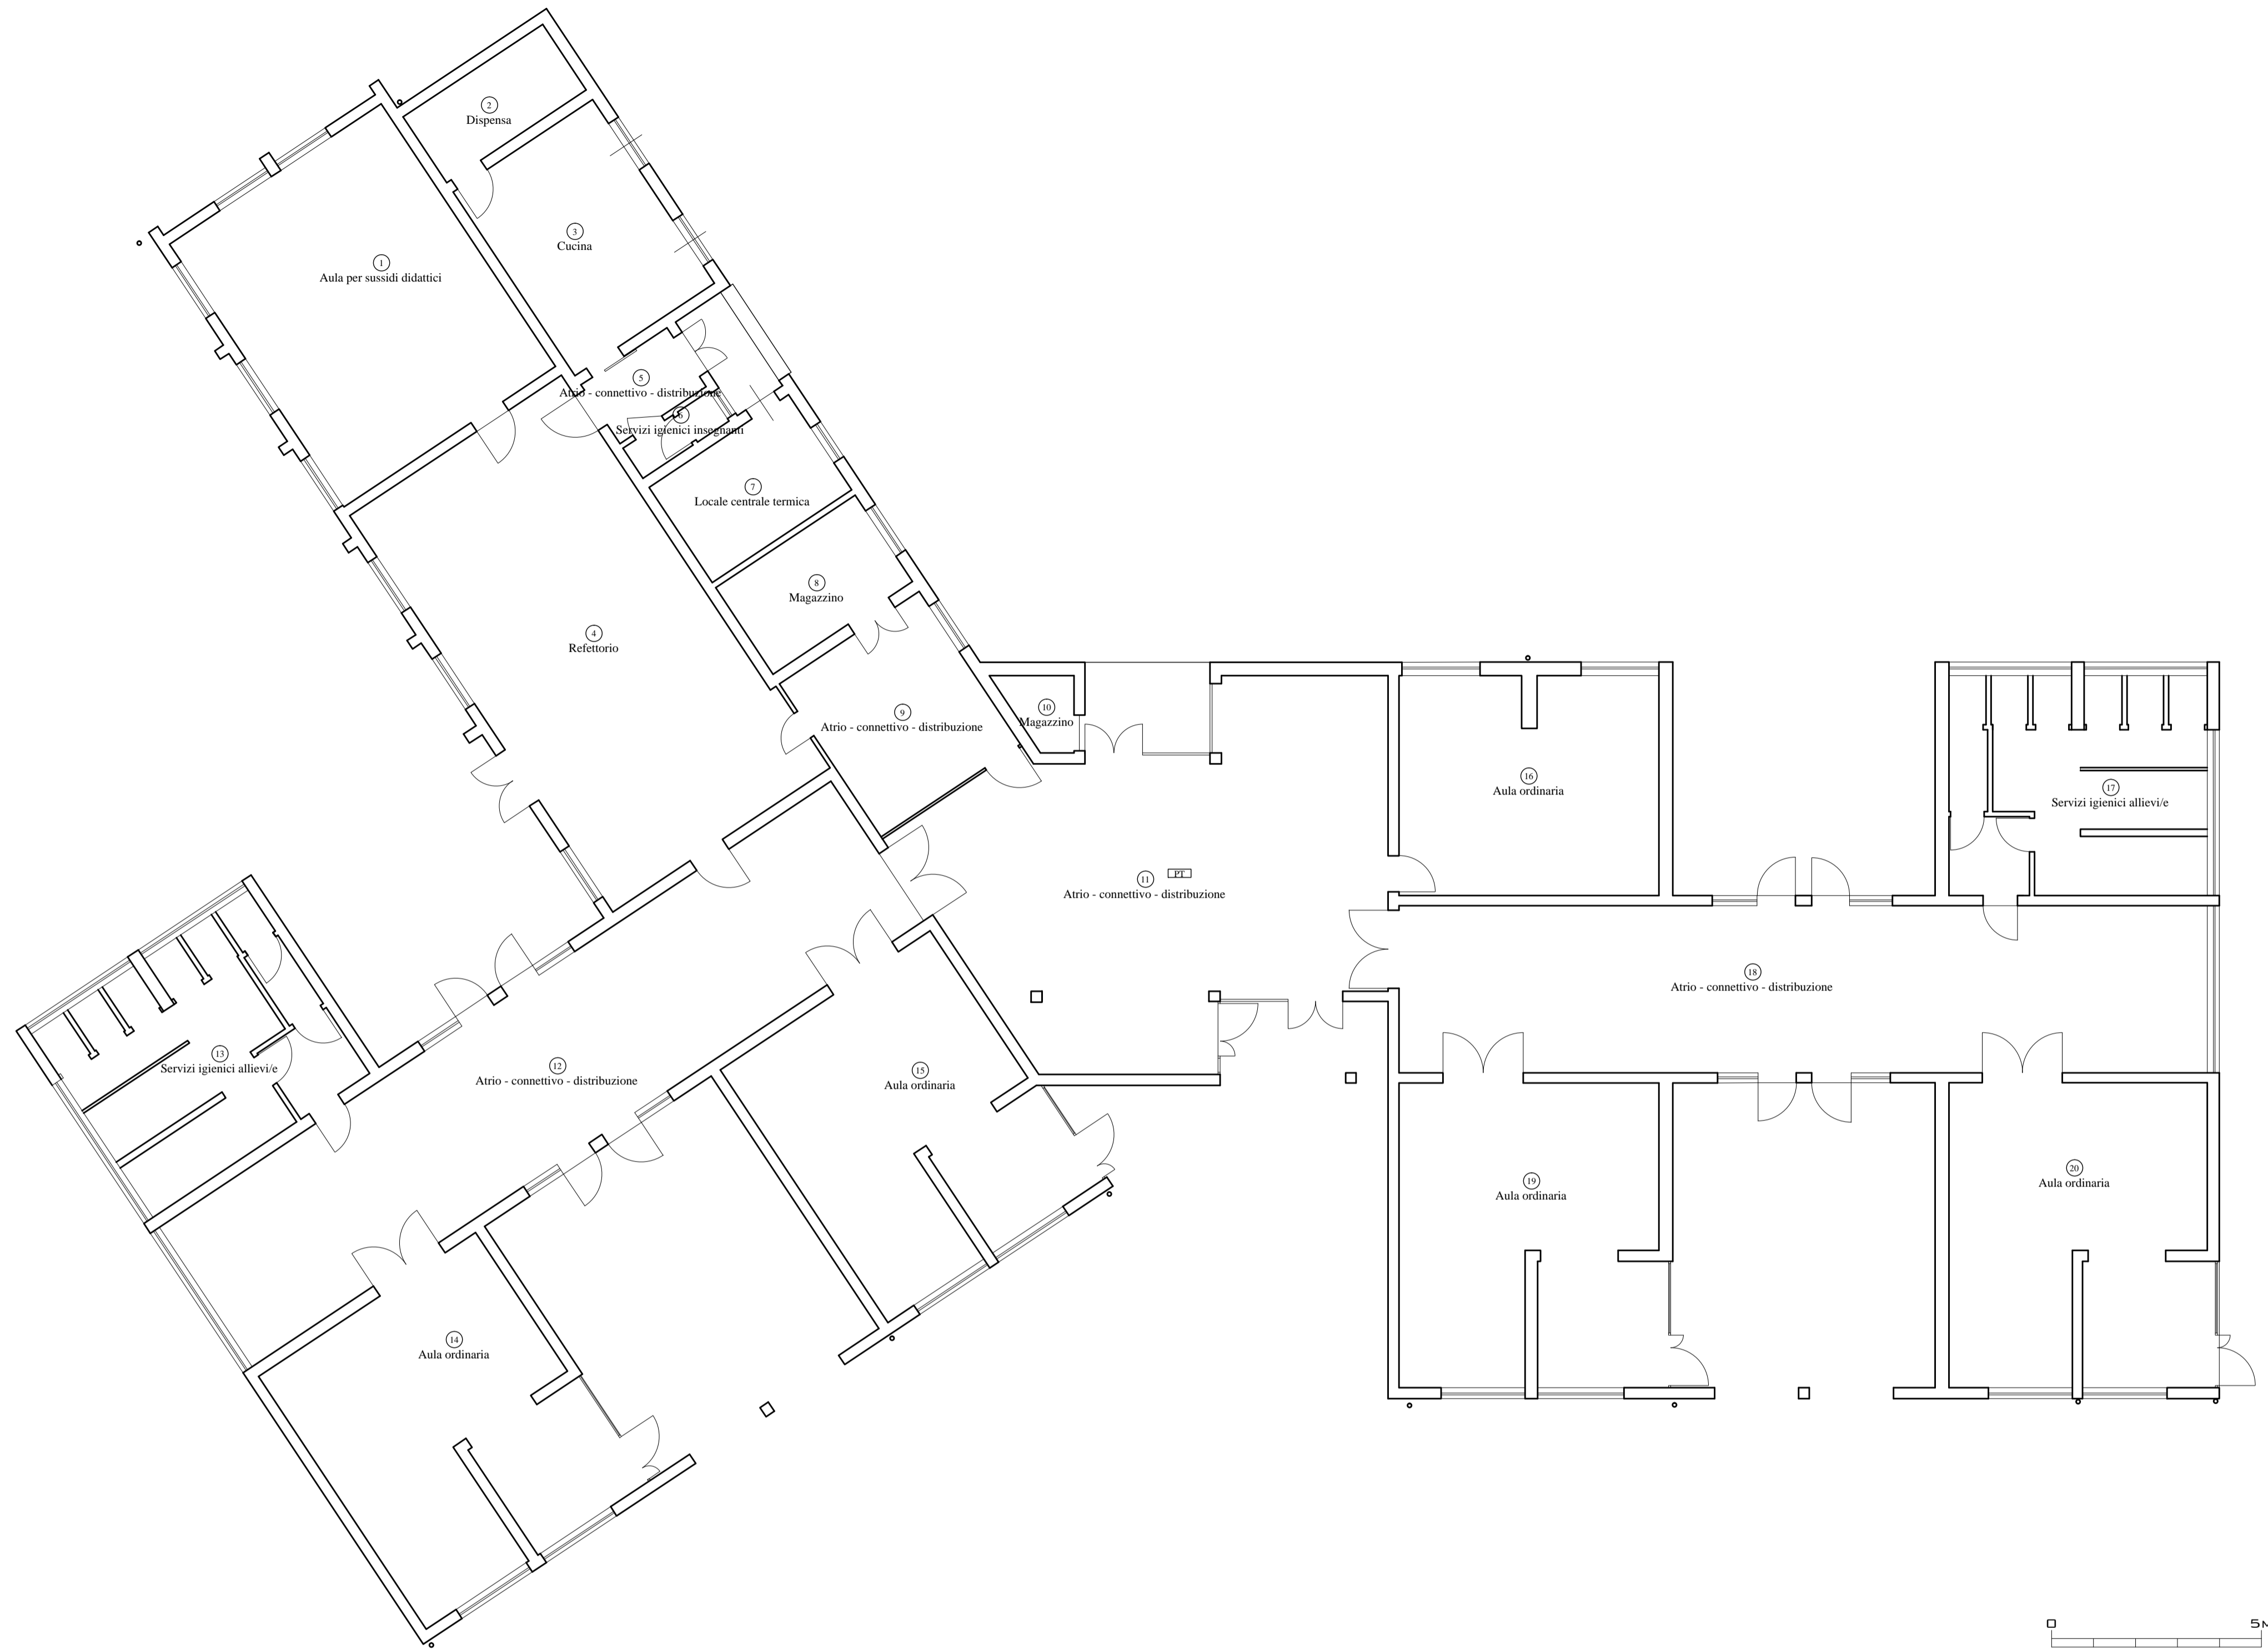 2
Dispensa
3
Cucina
1
Aula per sussidi didattici
5
Atrio - connettivo - distribuzione
6
Servizi igienici insegnanti
7
Locale centrale termica
8
Magazzino
4
Refettorio
9
Atrio - connettivo - distribuzione
10
Magazzino
16
Aula ordinaria
17
Servizi igienici allievi/e
11
PT
Atrio - connettivo - distribuzione
18
Atrio - connettivo - distribuzione
13
Servizi igienici allievi/e
12
Atrio - connettivo - distribuzione
15
Aula ordinaria
19
Aula ordinaria
20
Aula ordinaria
14
Aula ordinaria
0 5